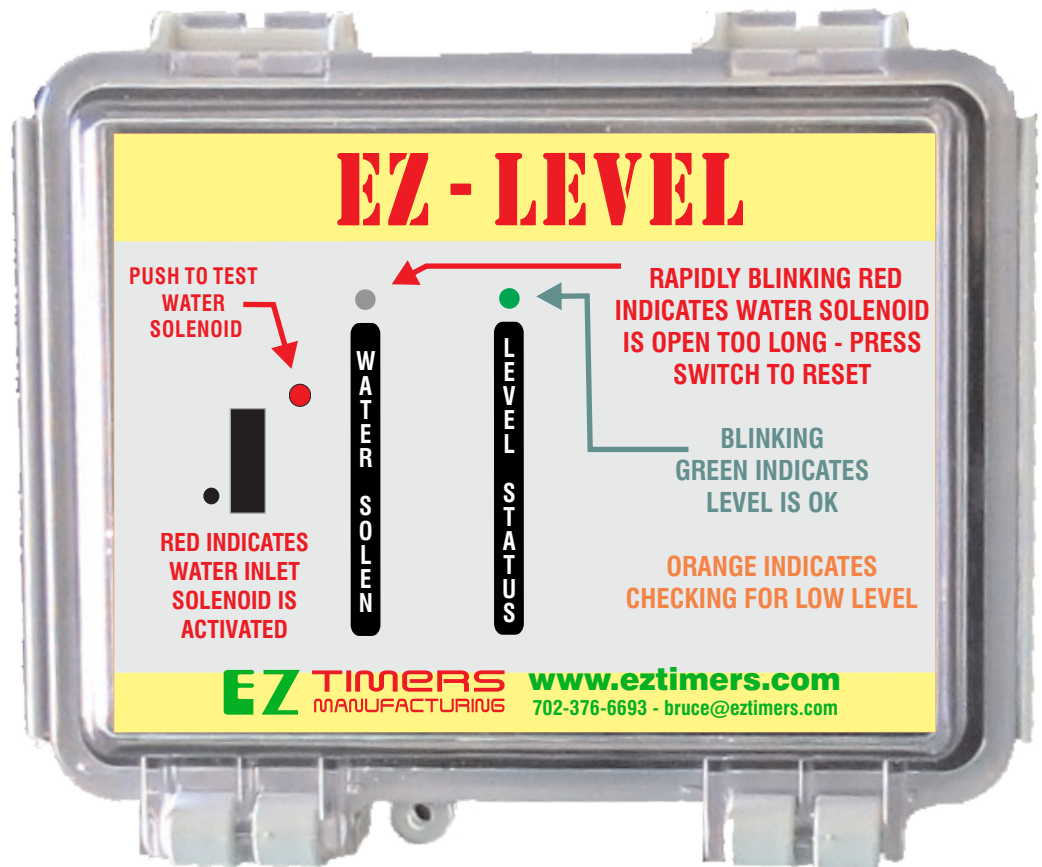 EZ - LEVEL
PUSH TO TEST
WATER
SOLENOID
RAPIDLY BLINKING RED
INDICATES WATER SOLENOID
IS OPEN TOO LONG - PRESS
SWITCH TO RESET
WATER SOLEN
LEVEL STATUS
BLINKING
GREEN INDICATES
LEVEL IS OK
RED INDICATES
WATER INLET
SOLENOID IS
ACTIVATED
ORANGE INDICATES
CHECKING FOR LOW LEVEL
EZ TIMERS
MANUFACTURING
www.eztimers.com
702-376-6693 - bruce@eztimers.com